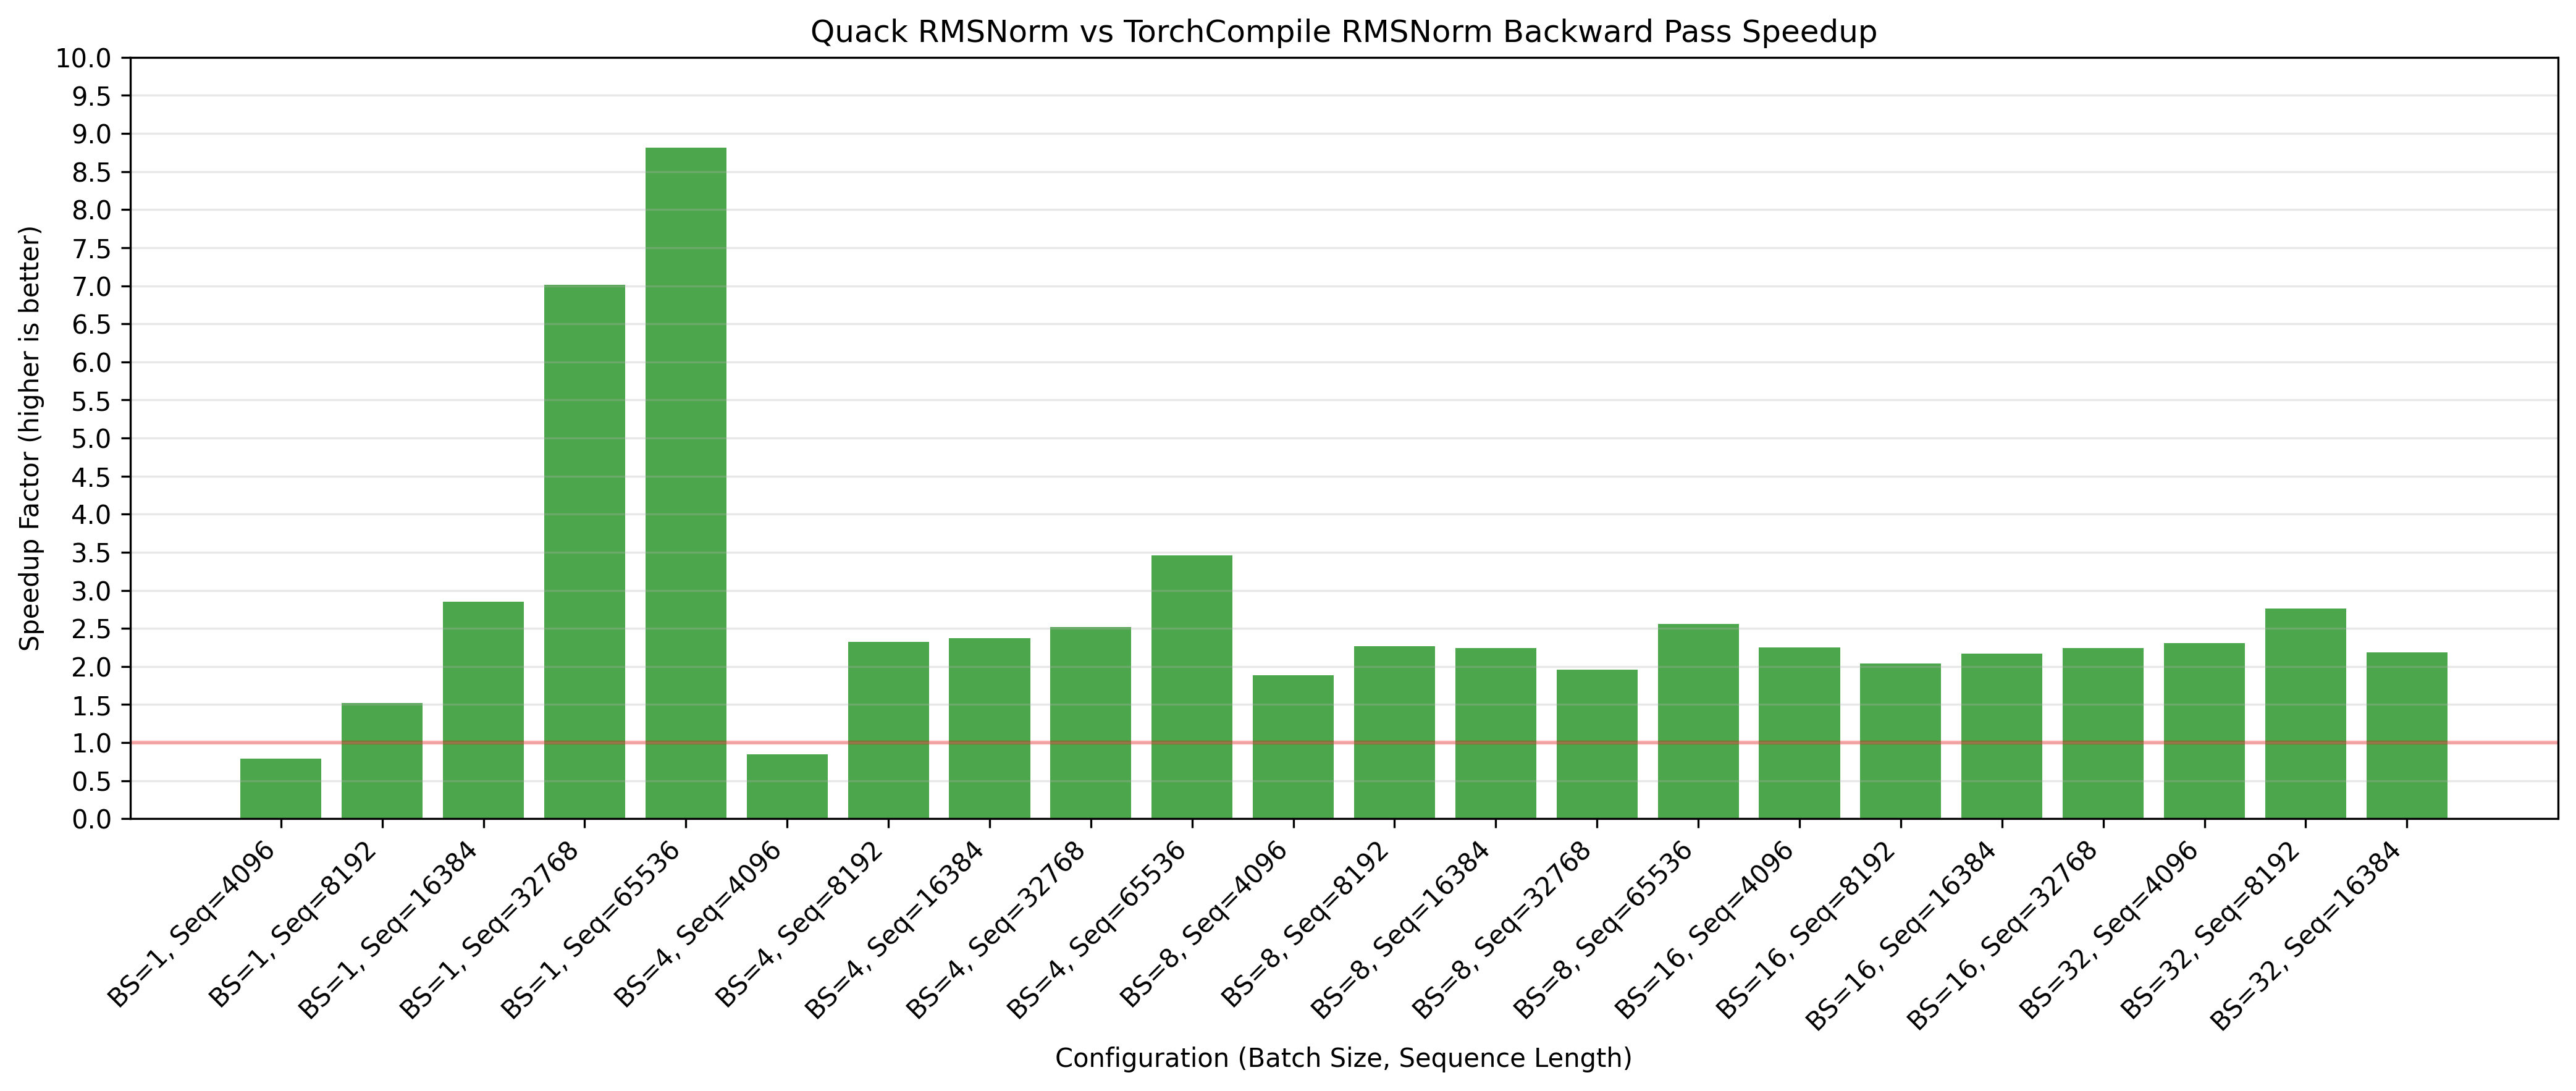 Quack RMSNorm vs TorchCompile RMSNorm Backward Pass Speedup
Speedup Factor (higher is better)
10.0
9.5
9.0
8.5
8.0
7.5
7.0
6.5
6.0
5.5
5.0
4.5
4.0
3.5
3.0
2.5
2.0
1.5
1.0
0.5
0.0
BS=1, Seq=4096
BS=1, Seq=8192
BS=1, Seq=16384
BS=1, Seq=32768
BS=1, Seq=65536
BS=4, Seq=4096
BS=4, Seq=8192
BS=4, Seq=16384
BS=4, Seq=32768
BS=4, Seq=65536
BS=8, Seq=4096
BS=8, Seq=8192
BS=8, Seq=16384
BS=8, Seq=32768
BS=8, Seq=65536
BS=16, Seq=4096
BS=16, Seq=8192
BS=16, Seq=16384
BS=16, Seq=32768
BS=32, Seq=4096
BS=32, Seq=8192
BS=32, Seq=16384
Configuration (Batch Size, Sequence Length)